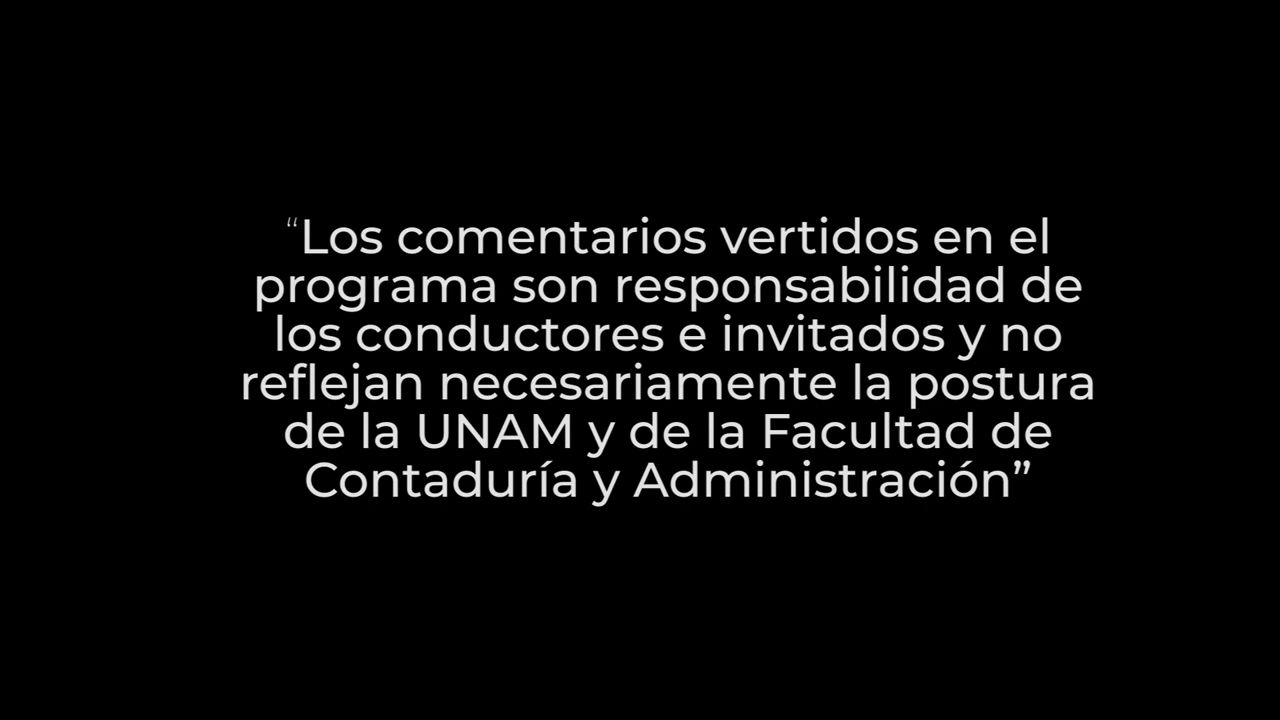 “Los comentarios vertidos en el
programa son responsabilidad de
los conductores e invitados y no
reflejan necesariamente la postura
de la UNAM y de la Facultad de
Contaduría y Administración”